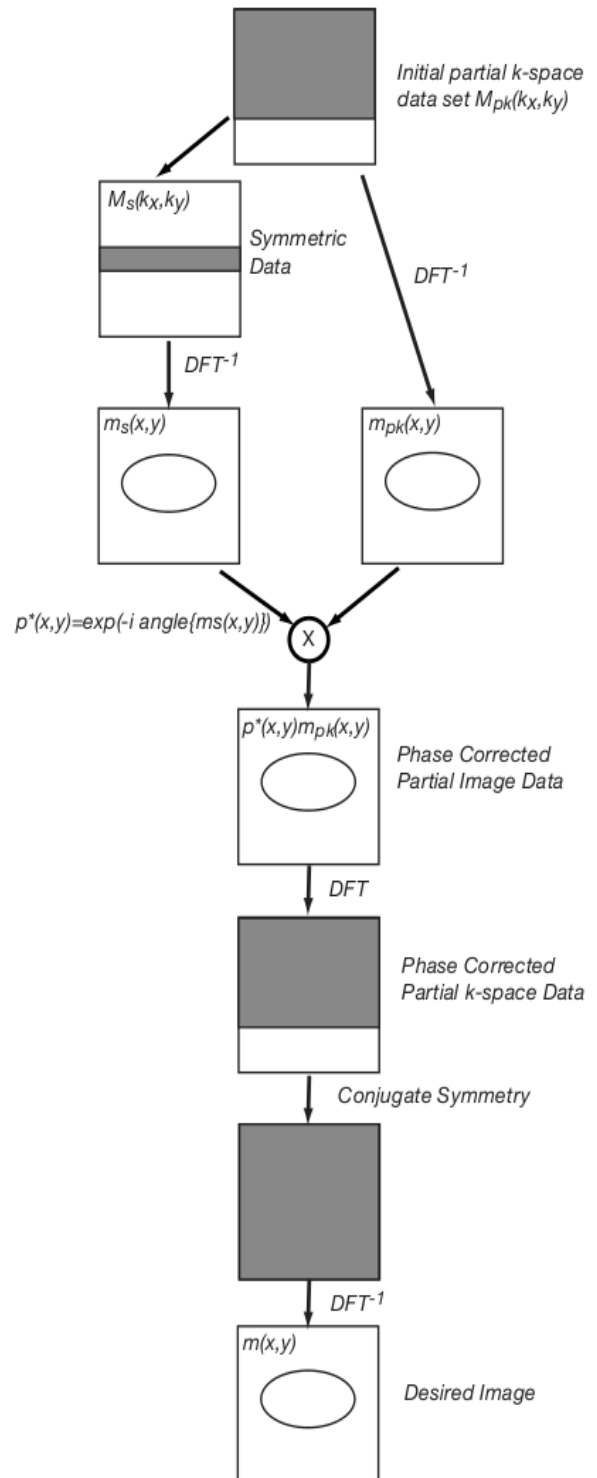 Initial partial k-space
data set Mpk(kx,ky)
Ms(kx,ky)
Symmetric
Data
DFT-1
DFT-1
ms(x,y)
mpk(x,y)
p*(x,y)=exp(-i angle{ms(x,y)})
X
p*(x,y)mpk(x,y)
Phase Corrected
Partial Image Data
DFT
Phase Corrected
Partial k-space Data
Conjugate Symmetry
DFT-1
m(x,y)
Desired Image